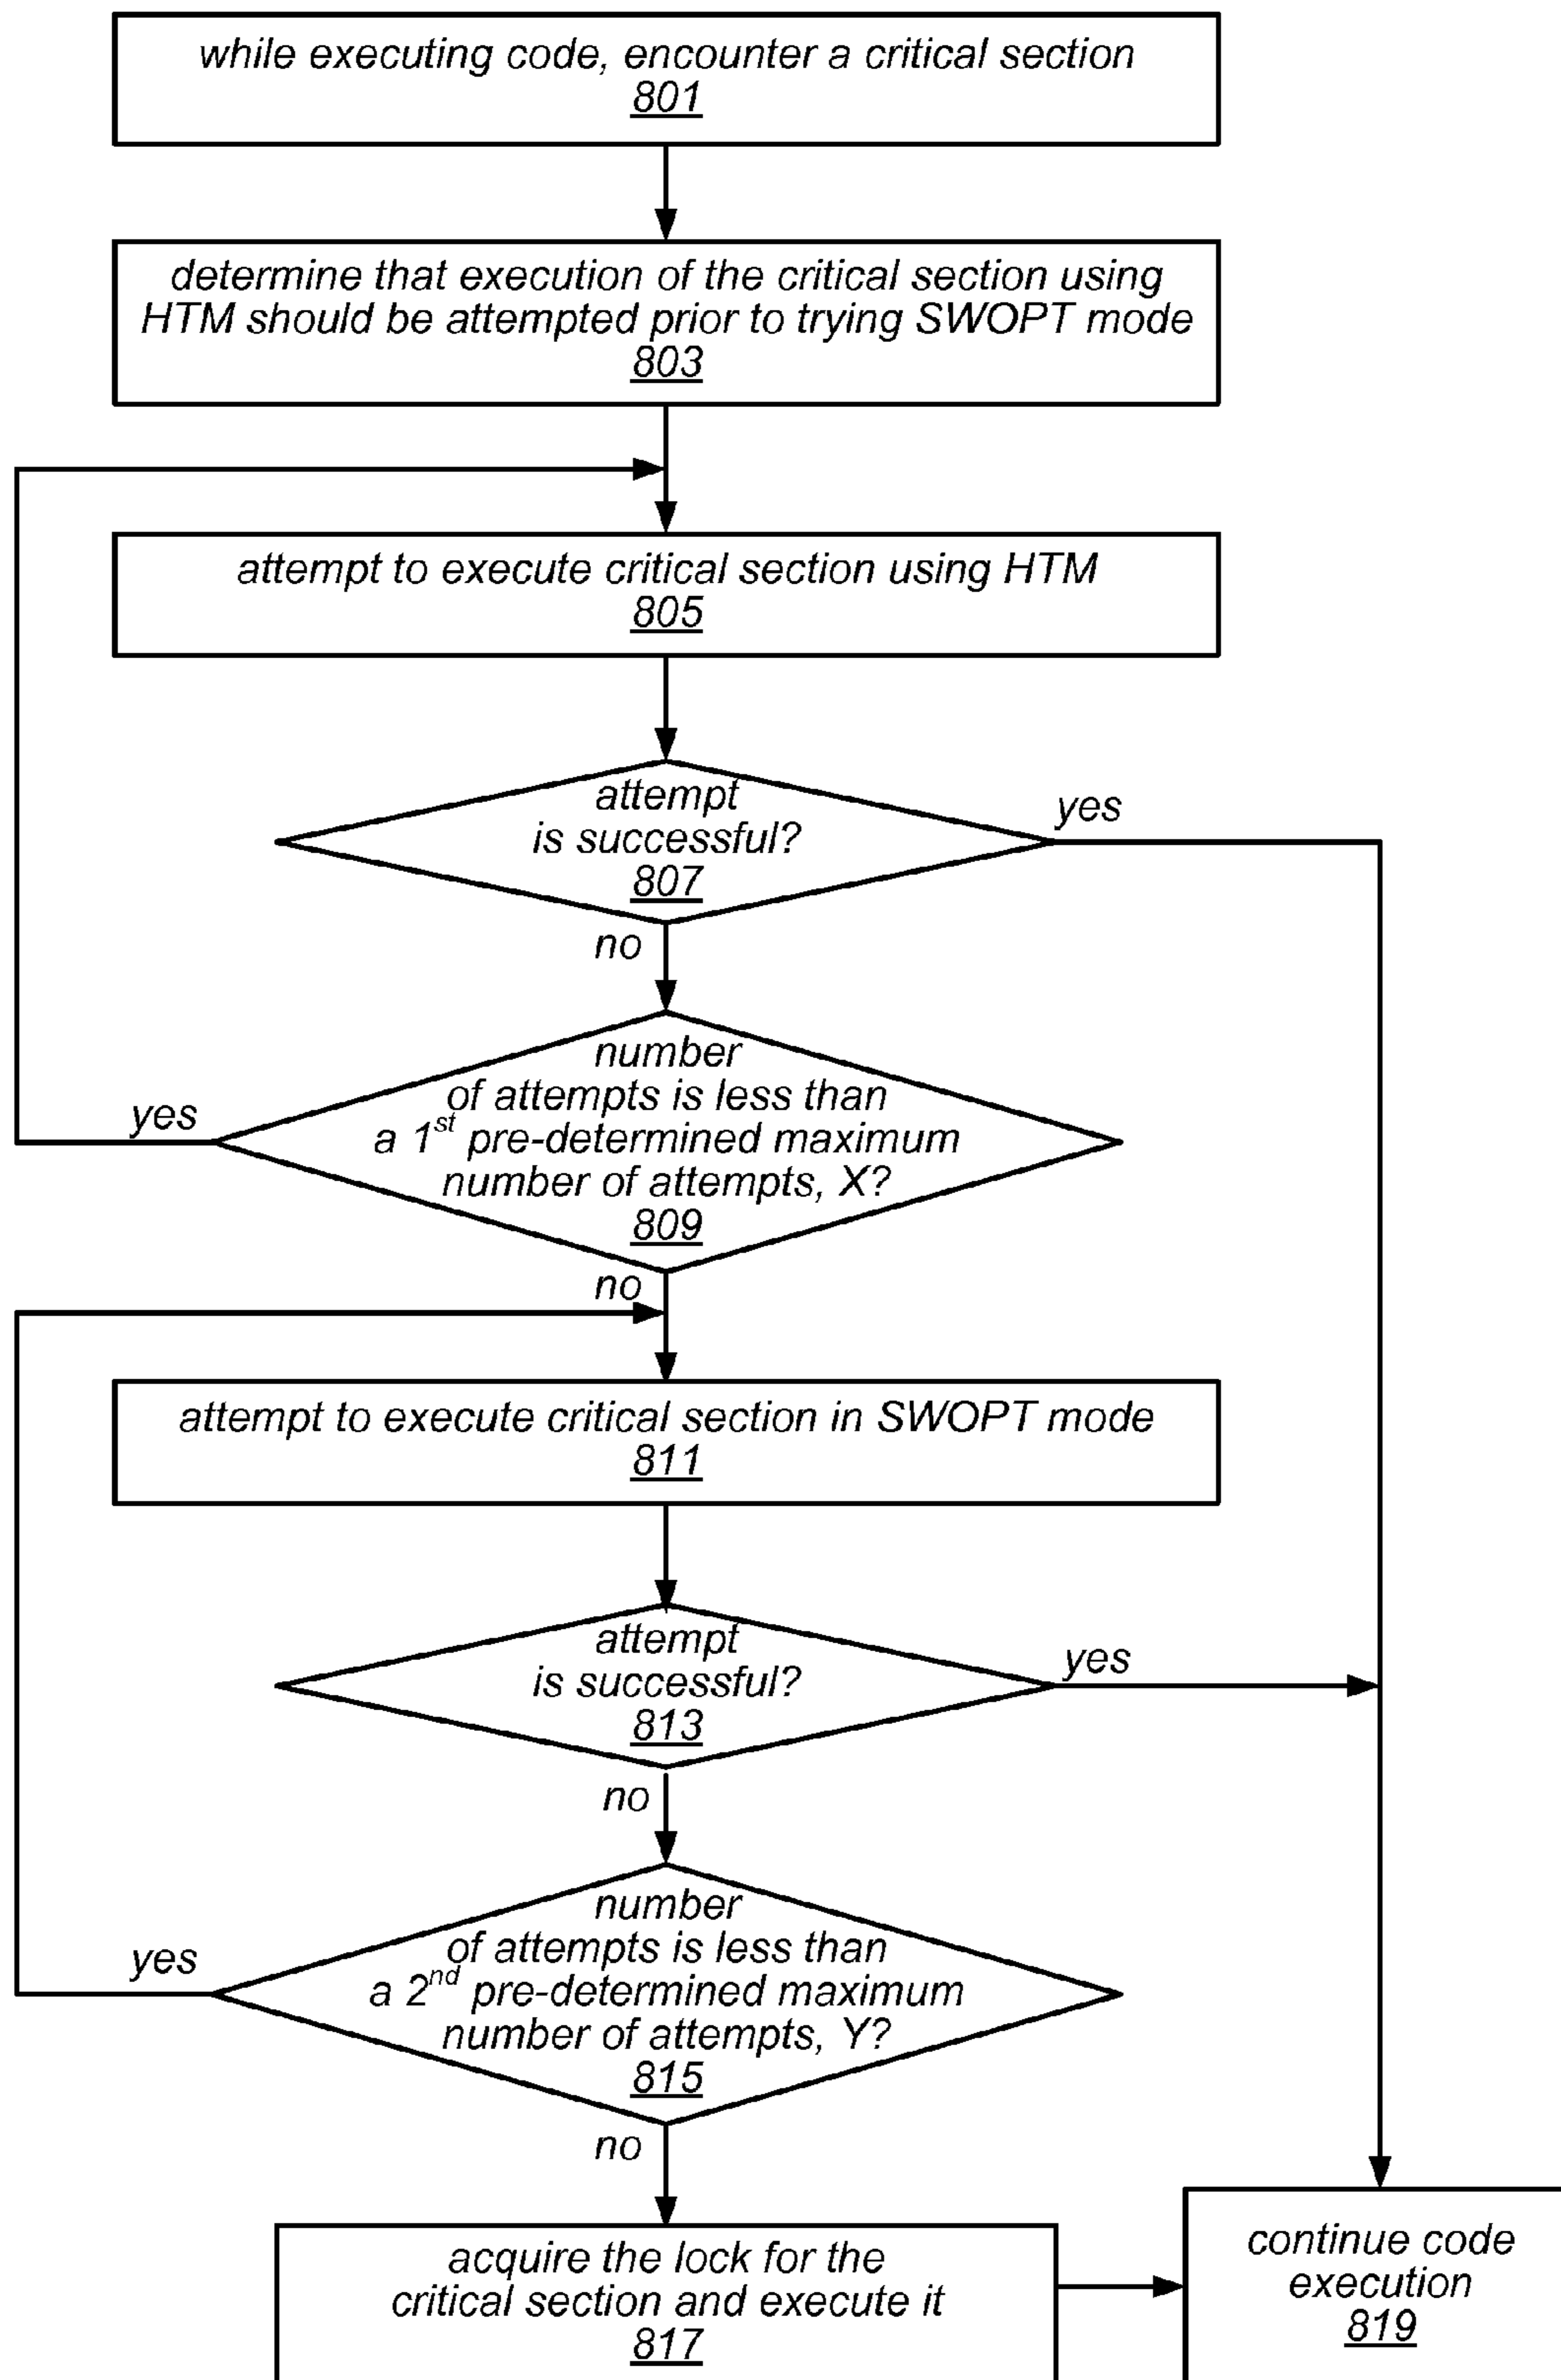 while executing code, encounter a critical section
801
determine that execution of the critical section using
HTM should be attempted prior to trying SWOPT mode
803
attempt to execute critical section using HTM
805
attempt
is successful?
807
yes
no
number
of attempts is less than
a 1st pre-determined maximum
number of attempts, X?
809
yes
no
attempt to execute critical section in SWOPT mode
811
attempt
is successful?
813
yes
no
number
of attempts is less than
a 2nd pre-determined maximum
number of attempts, Y?
815
yes
no
acquire the lock for the
critical section and execute it
817
continue code
execution
819